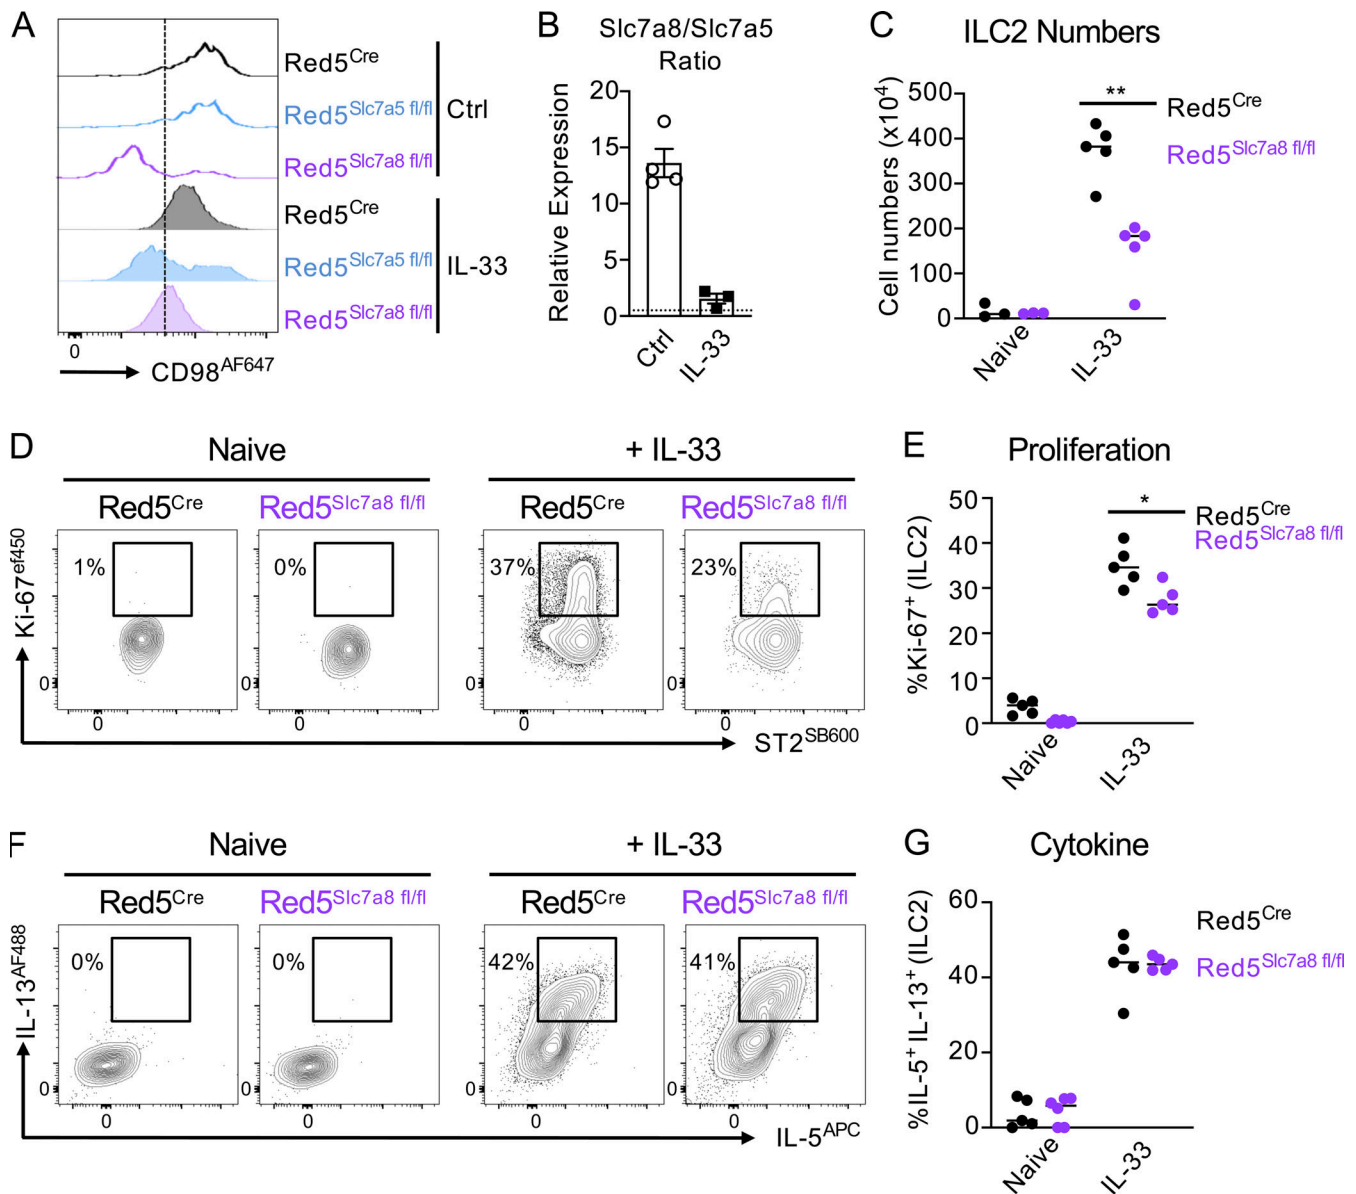 A
Red5Cre
Red5Slc7a5 fl/fl
Red5Slc7a8 fl/fl
Ctrl
Red5Cre
Red5Slc7a5 fl/fl
Red5Slc7a8 fl/fl
IL-33
0
CD98AF647
B
Slc7a8/Slc7a5
Ratio
Relative Expression
20
15
10
5
0
Ctrl
IL-33
C
ILC2 Numbers
Cell numbers (x10⁴)
500
400
300
200
100
0
Naive
IL-33
**
Red5Cre
Red5Slc7a8 fl/fl
D
Naive
+ IL-33
Red5Cre
Red5Slc7a8 fl/fl
Red5Cre
Red5Slc7a8 fl/fl
Ki-67ef450
1%
0%
37%
23%
0
0
0
0
0
0
0
0
ST2SB600
E
Proliferation
%Ki-67⁺ (ILC2)
50
40
30
20
10
0
Naive
IL-33
*
Red5Cre
Red5Slc7a8 fl/fl
F
Naive
+ IL-33
Red5Cre
Red5Slc7a8 fl/fl
Red5Cre
Red5Slc7a8 fl/fl
IL-13AF488
0%
0%
42%
41%
0
0
0
0
0
0
0
0
IL-5APC
G
Cytokine
%IL-5⁺ IL-13⁺ (ILC2)
60
40
20
0
Naive
IL-33
Red5Cre
Red5Slc7a8 fl/fl